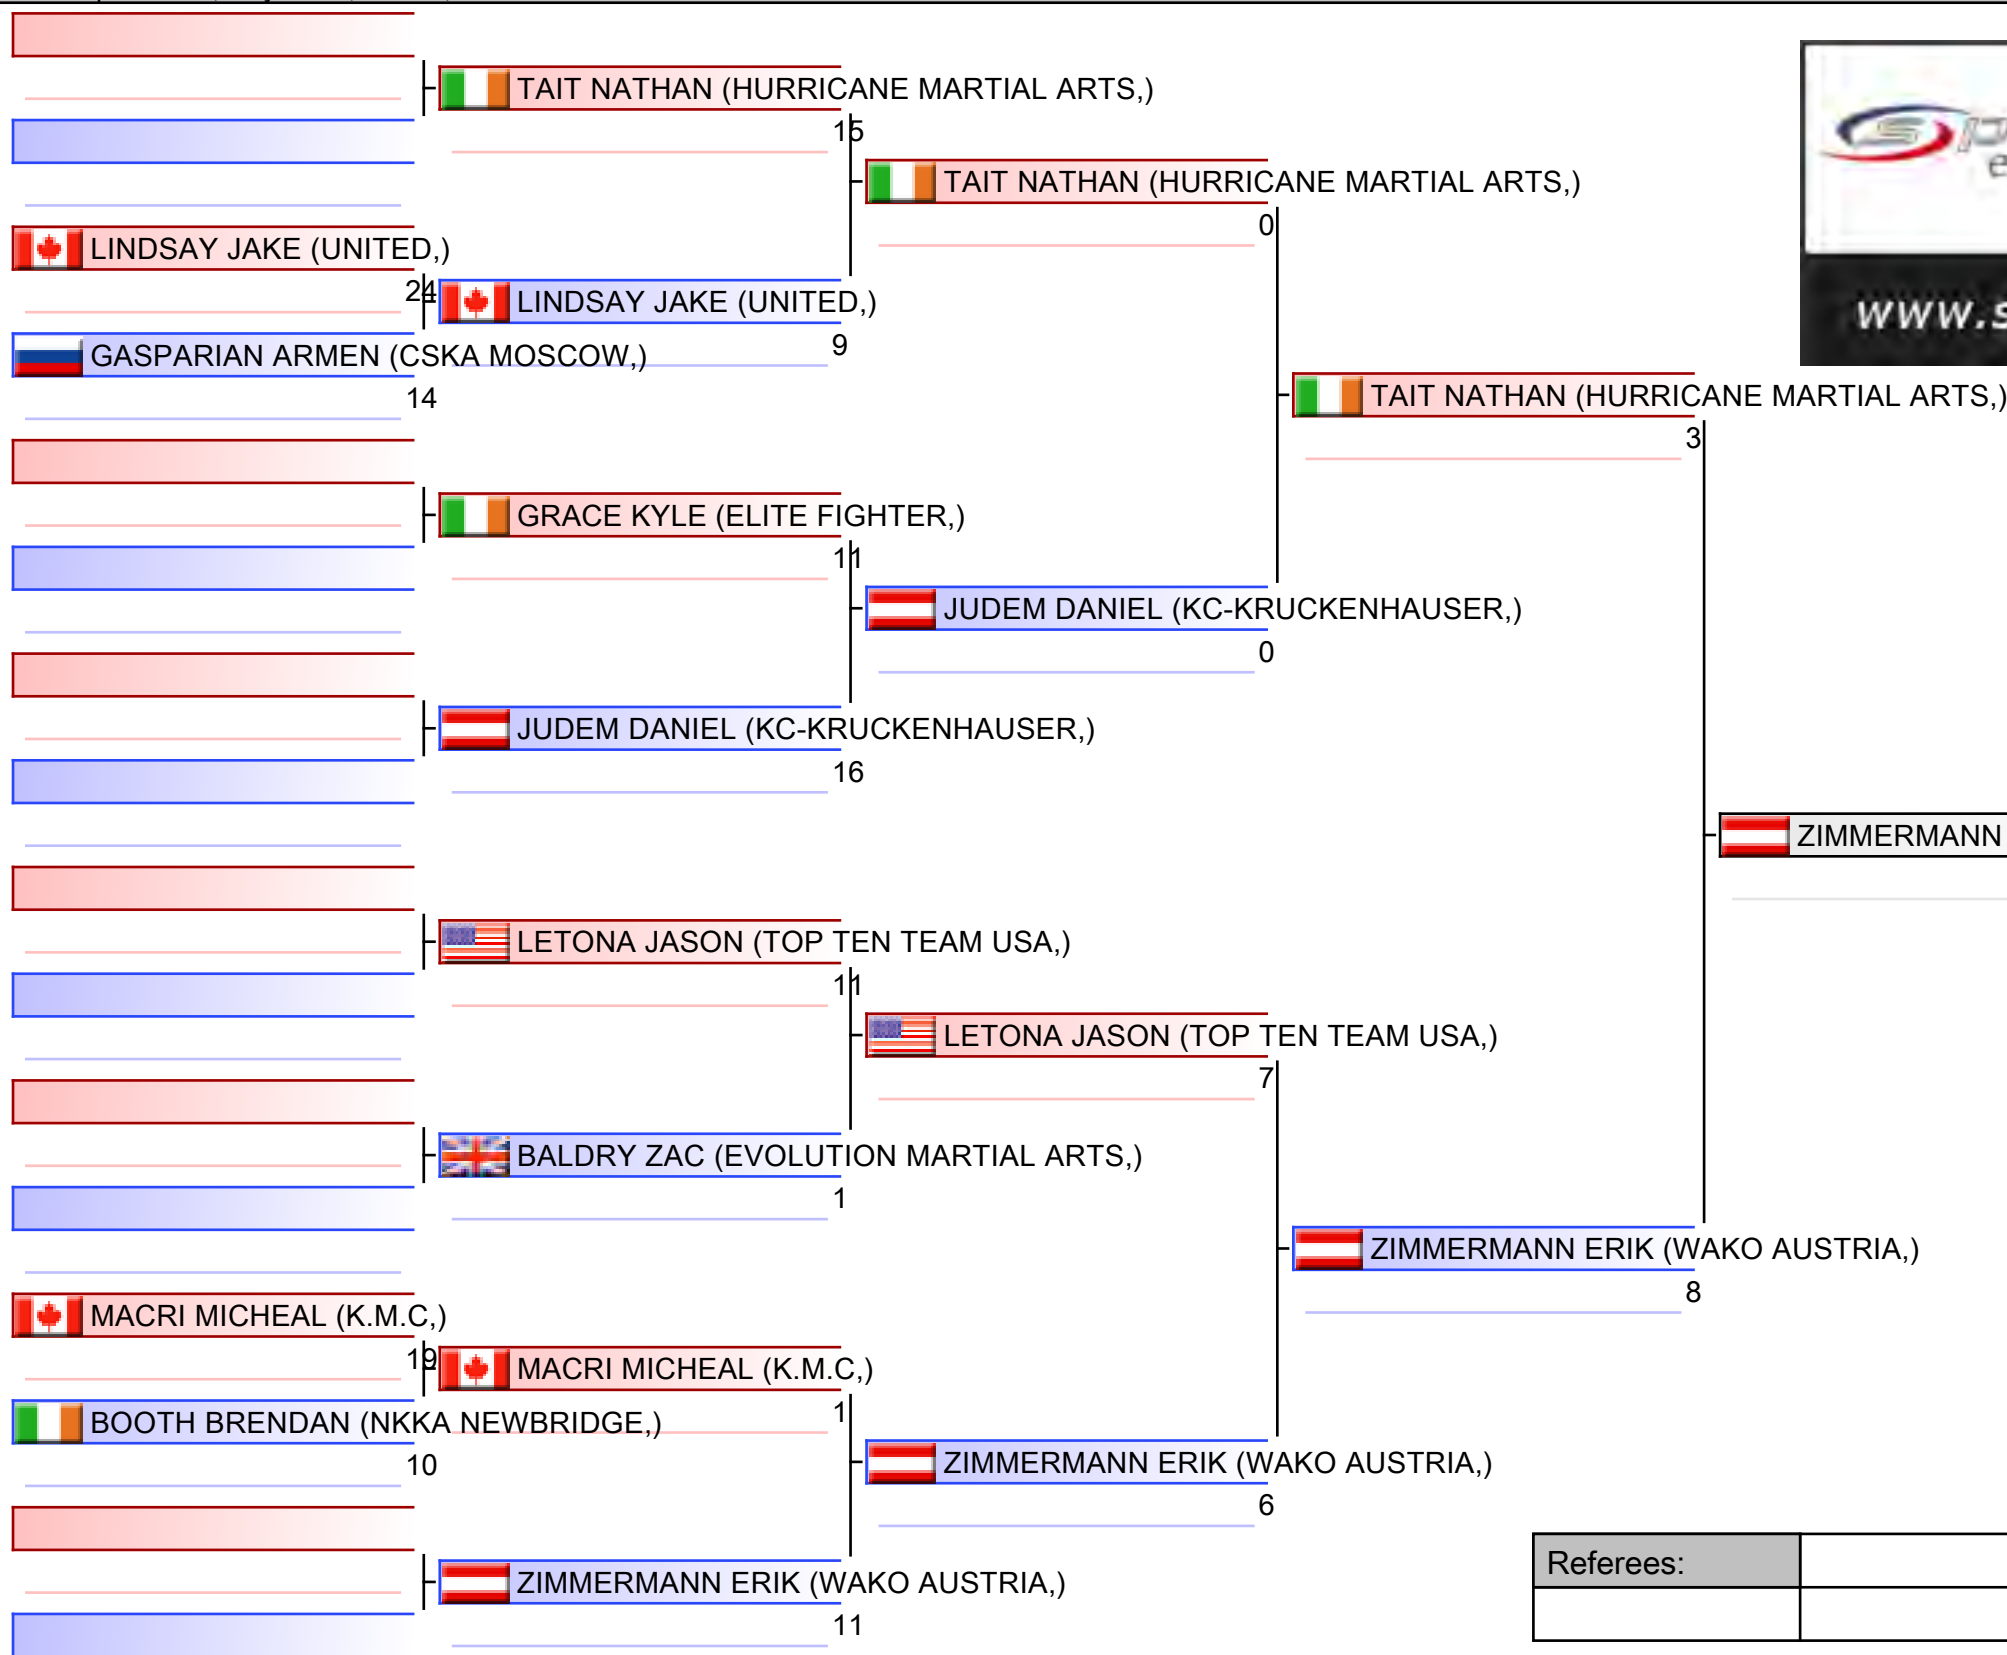 TAIT NATHAN (HURRICANE MARTIAL ARTS,)
15
TAIT NATHAN (HURRICANE MARTIAL ARTS,)
0
LINDSAY JAKE (UNITED,)
24
LINDSAY JAKE (UNITED,)
9
GASPARIAN ARMEN (CSKA MOSCOW,)
14
www.s
TAIT NATHAN (HURRICANE MARTIAL ARTS,)
3
GRACE KYLE (ELITE FIGHTER,)
11
JUDEM DANIEL (KC-KRUCKENHAUSER,)
0
JUDEM DANIEL (KC-KRUCKENHAUSER,)
16
ZIMMERMANN
LETONA JASON (TOP TEN TEAM USA,)
11
LETONA JASON (TOP TEN TEAM USA,)
7
BALDRY ZAC (EVOLUTION MARTIAL ARTS,)
1
ZIMMERMANN ERIK (WAKO AUSTRIA,)
8
MACRI MICHEAL (K.M.C,)
19
MACRI MICHEAL (K.M.C,)
1
BOOTH BRENDAN (NKKA NEWBRIDGE,)
10
ZIMMERMANN ERIK (WAKO AUSTRIA,)
6
ZIMMERMANN ERIK (WAKO AUSTRIA,)
11
Referees: